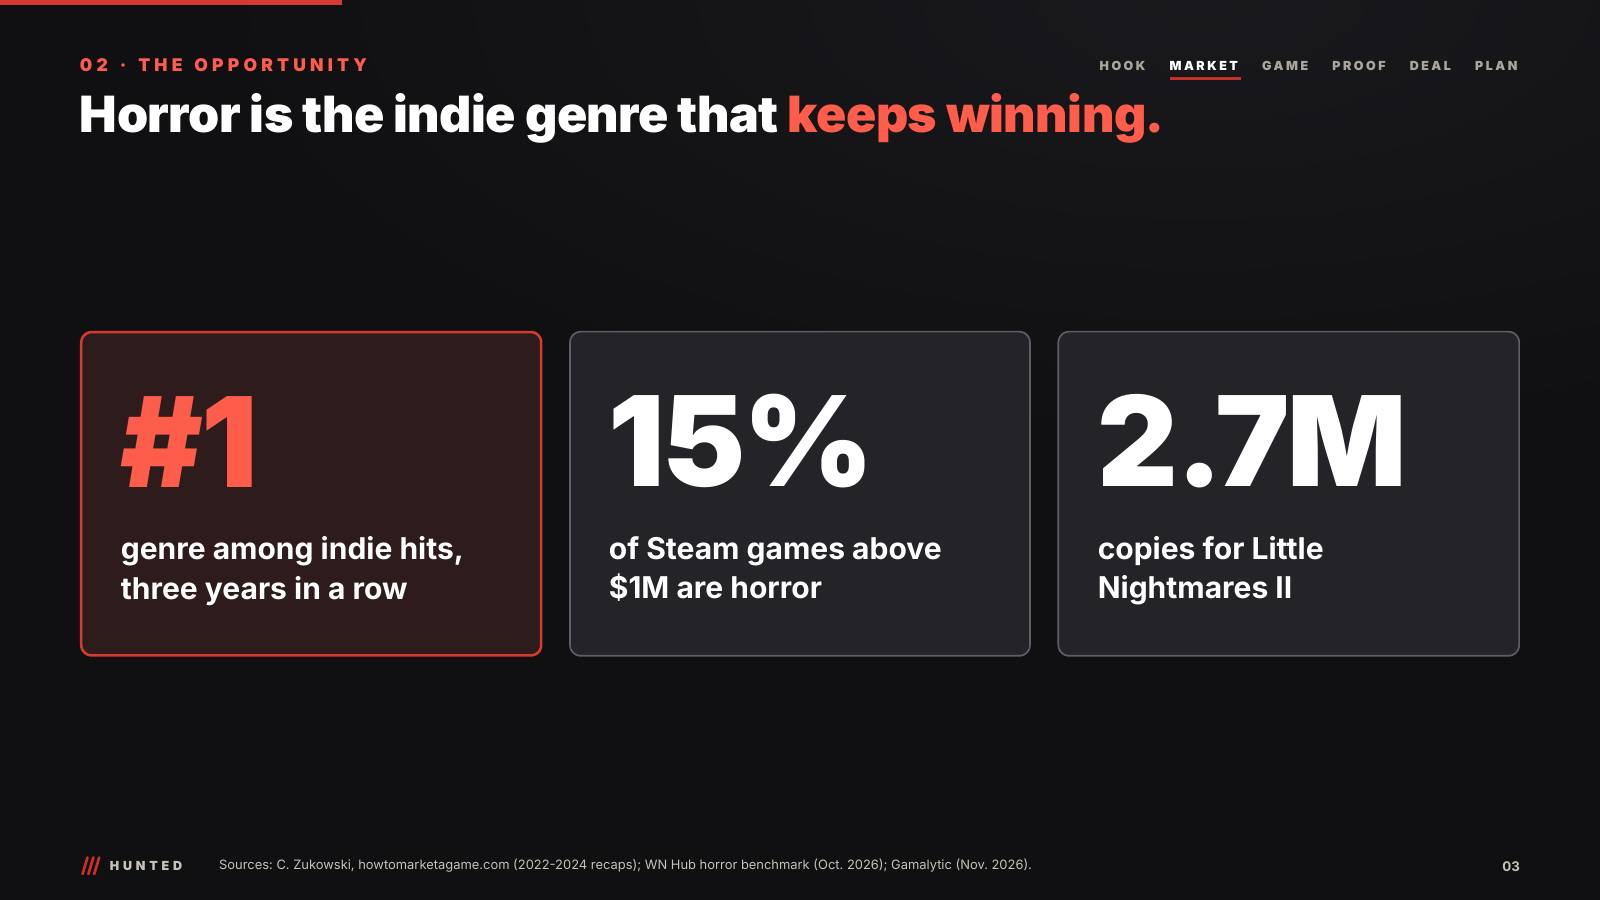 02 · THE OPPORTUNITY
HOOK MARKET GAME PROOF DEAL PLAN
Horror is the indie genre that keeps winning.
#1
genre among indie hits,
three years in a row
15%
of Steam games above
$1M are horror
2.7M
copies for Little
Nightmares II
HUNTED
Sources: C. Zukowski, howtomarketagame.com (2022-2024 recaps); WN Hub horror benchmark (Oct. 2026); Gamalytic (Nov. 2026).
03